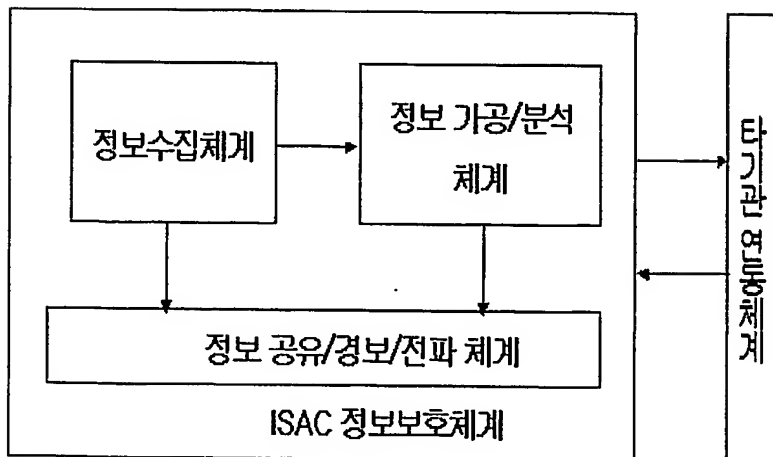 정보수집체계
정보 가공/분석
체계
정보 공유/경보/전파 체계
ISAC 정보보호체계
타기관 연동체계